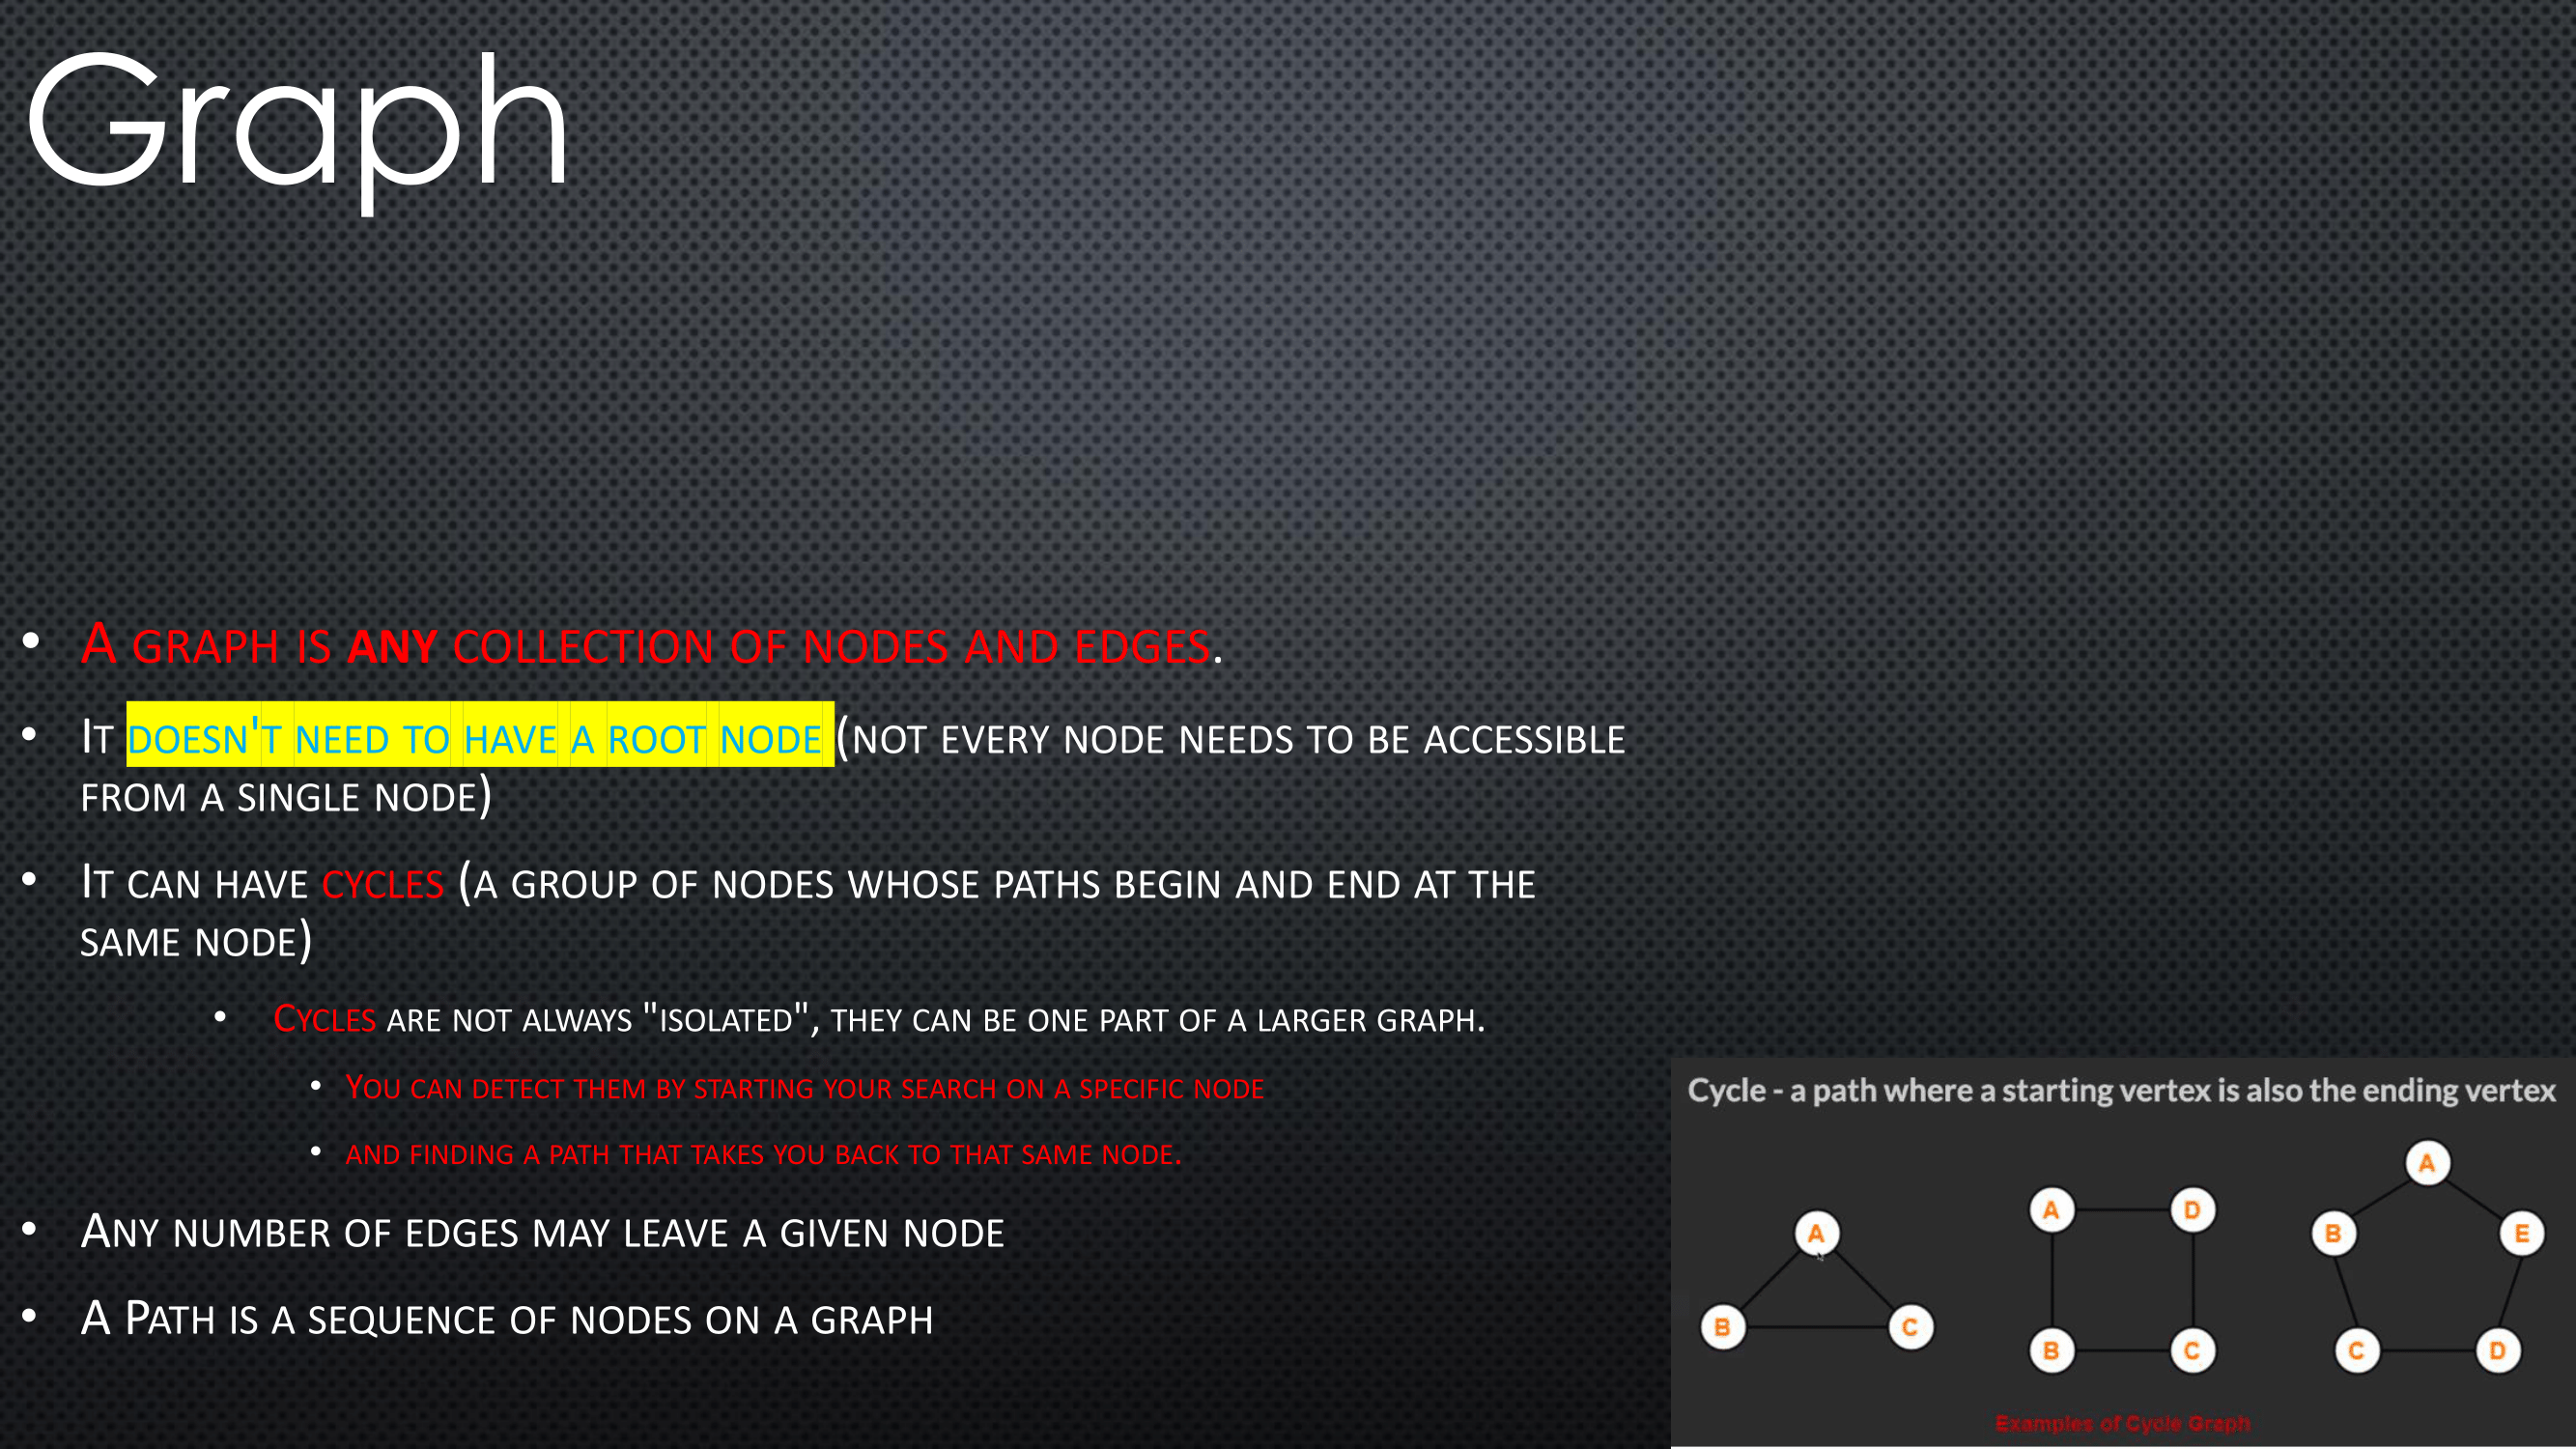 Graph
• A GRAPH IS ANY COLLECTION OF NODES AND EDGES.
• IT DOESN'T NEED TO HAVE A ROOT NODE (NOT EVERY NODE NEEDS TO BE ACCESSIBLE
FROM A SINGLE NODE)
• IT CAN HAVE CYCLES (A GROUP OF NODES WHOSE PATHS BEGIN AND END AT THE
SAME NODE)
• CYCLES ARE NOT ALWAYS "ISOLATED", THEY CAN BE ONE PART OF A LARGER GRAPH.
• YOU CAN DETECT THEM BY STARTING YOUR SEARCH ON A SPECIFIC NODE
• AND FINDING A PATH THAT TAKES YOU BACK TO THAT SAME NODE.
• ANY NUMBER OF EDGES MAY LEAVE A GIVEN NODE
• A PATH IS A SEQUENCE OF NODES ON A GRAPH
Cycle - a path where a starting vertex is also the ending vertex
A
B C
A D
B C
A
B E
C D
Examples of Cycle Graph